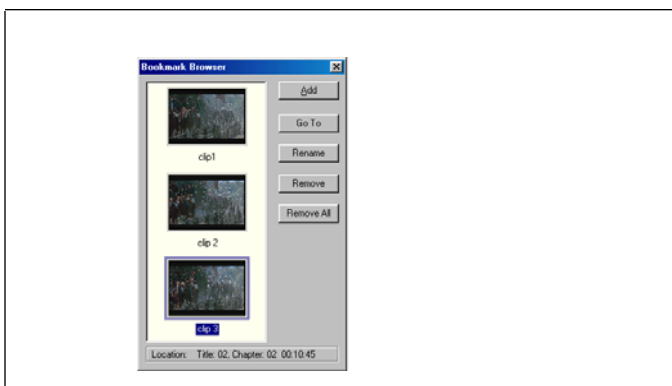 Bookmark Browser
Add
Go To
clip1
Rename
Remove
Remove All
clip 2
clip 3
Location: Title: 02, Chapter: 02 00:10:45